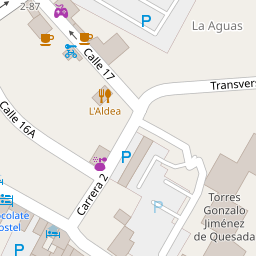 2-87
La Aguas
Calle 17
P
Transvers
L'Aldea
Calle 16A
P
Carrera 2
P
Torres
Gonzalo
Jiménez
de Quesada
ocolate
ostel
P